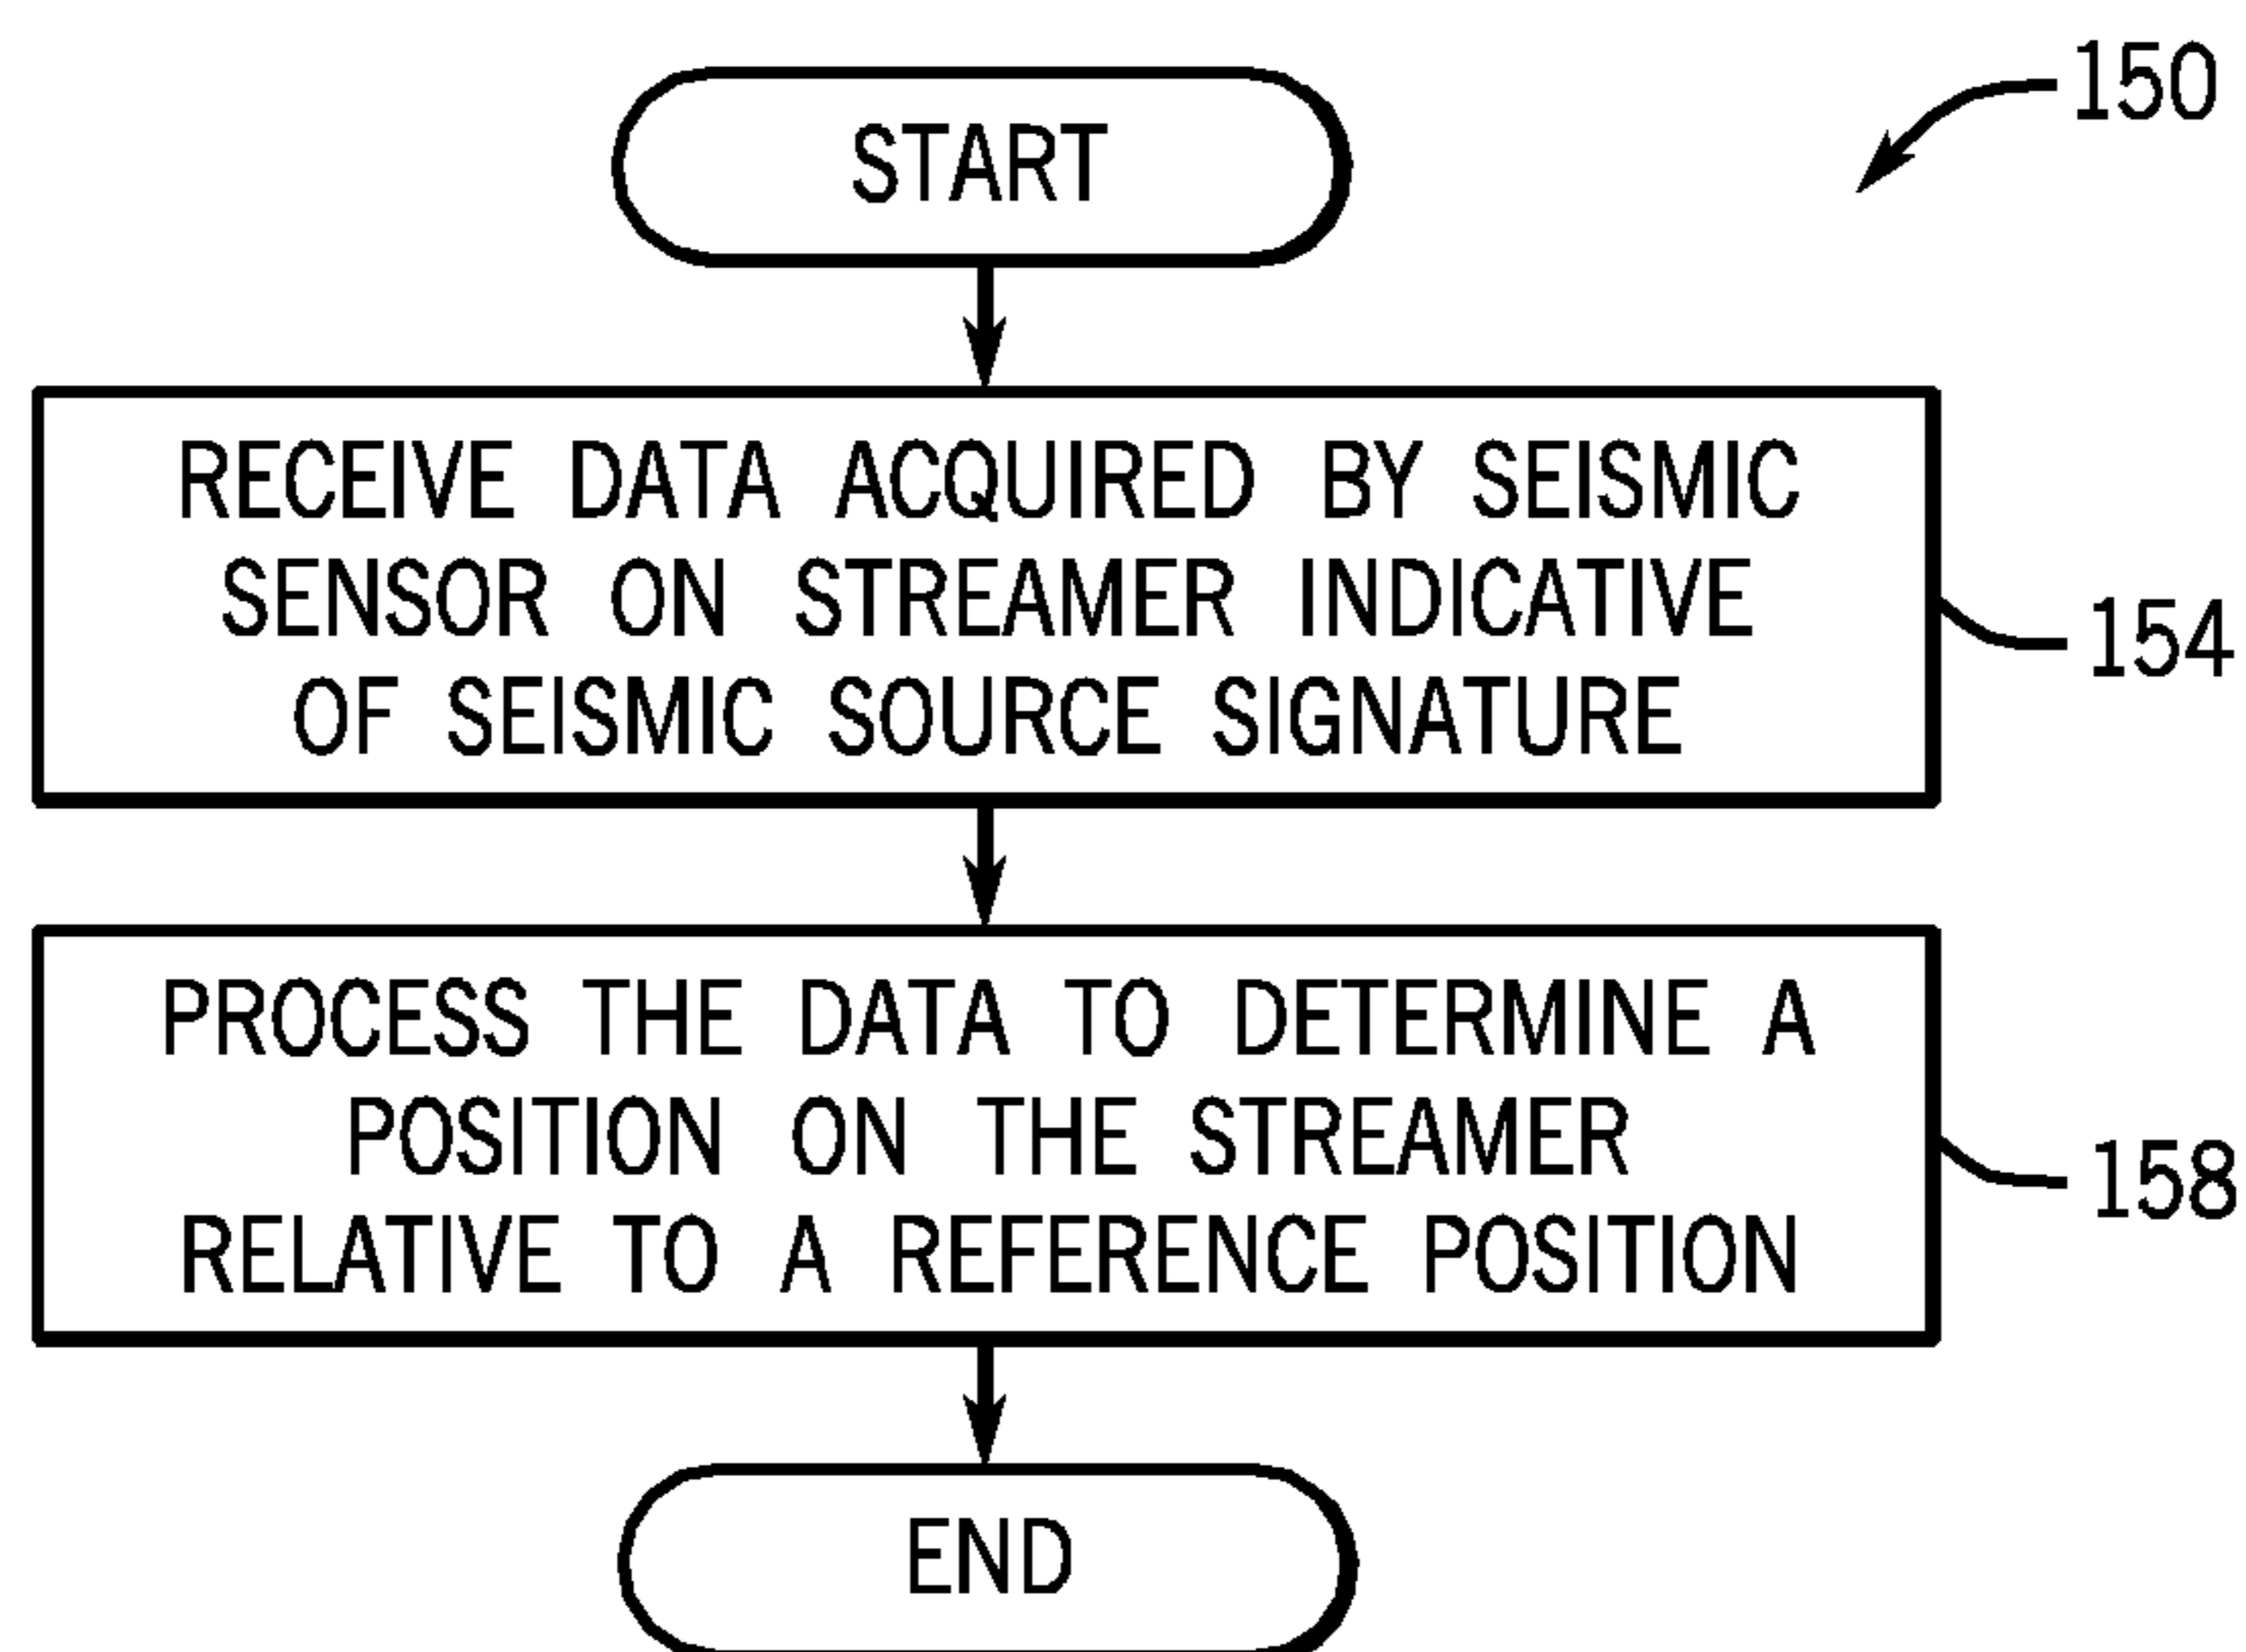 START
150
RECEIVE DATA ACQUIRED BY SEISMIC
SENSOR ON STREAMER INDICATIVE
OF SEISMIC SOURCE SIGNATURE
154
PROCESS THE DATA TO DETERMINE A
POSITION ON THE STREAMER
RELATIVE TO A REFERENCE POSITION
158
END